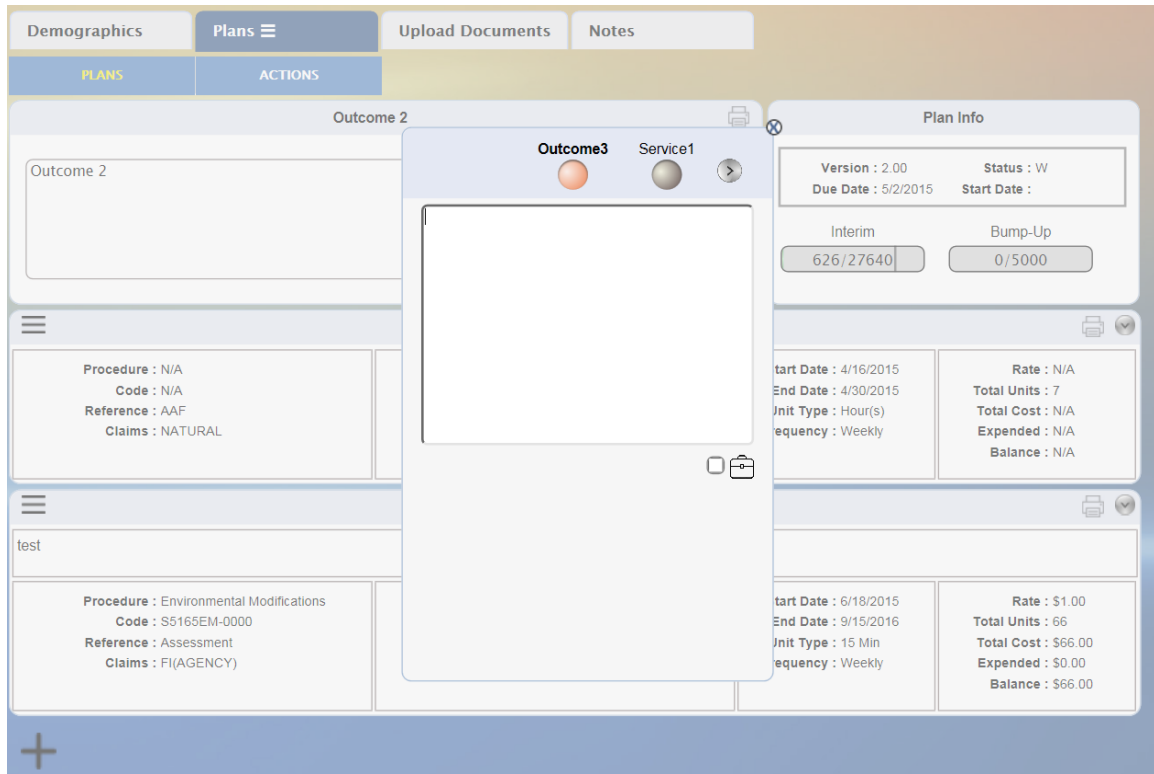 Demographics
Plans
Upload Documents
Notes
PLANS
ACTIONS
Outcome 2
Outcome 2
Outcome3
Service1
Plan Info
Version : 2.00
Status : W
Due Date : 5/2/2015
Start Date :
Interim
Bump-Up
626/27640
0/5000
Procedure : N/A
Code : N/A
Reference : AAF
Claims : NATURAL
tart Date : 4/16/2015
End Date : 4/30/2015
Unit Type : Hour(s)
equency : Weekly
Rate : N/A
Total Units : 7
Total Cost : N/A
Expended : N/A
Balance : N/A
test
Procedure : Environmental Modifications
Code : S5165EM-0000
Reference : Assessment
Claims : FI(AGENCY)
tart Date : 6/18/2015
End Date : 9/15/2016
Unit Type : 15 Min
equency : Weekly
Rate : $1.00
Total Units : 66
Total Cost : $66.00
Expended : $0.00
Balance : $66.00